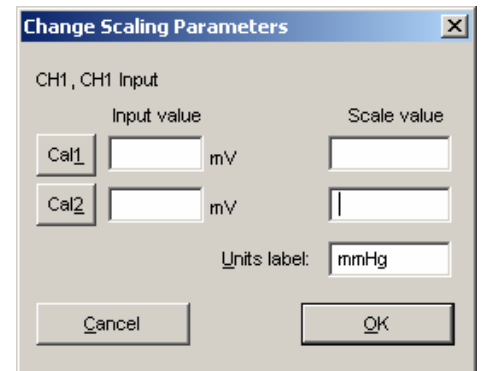 Change Scaling Parameters
CH1, CH1 Input
Input value Scale value
Cal1 mV
Cal2 mV
Units label: mmHg
Cancel OK